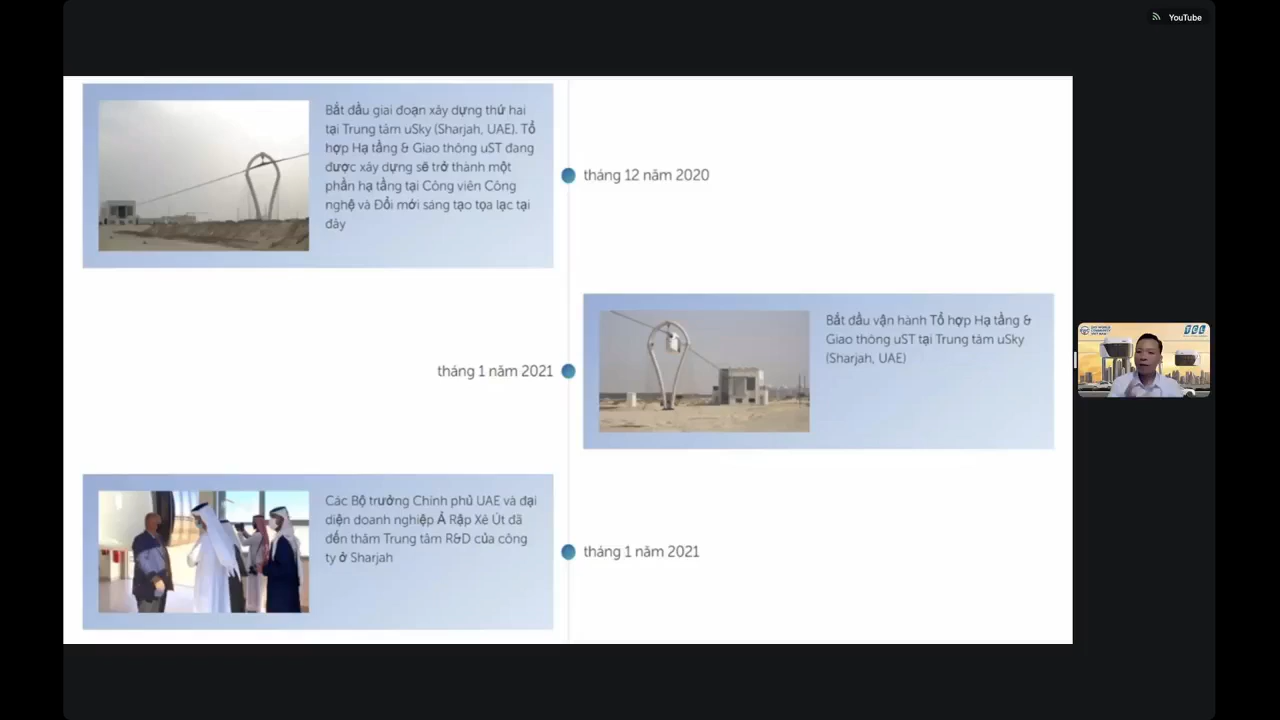 YouTube
Bắt đầu giai đoạn xây dựng thứ hai
tại Trung tâm uSky (Sharjah, UAE). Tổ
hợp Hạ tầng & Giao thông uST đang
được xây dựng sẽ trở thành một
phần hạ tầng tại Công viên Công
nghệ và Đổi mới sáng tạo tọa lạc tại
đây
tháng 12 năm 2020
Bắt đầu vận hành Tổ hợp Hạ tầng &
Giao thông uST tại Trung tâm uSky
(Sharjah, UAE)
tháng 1 năm 2021
Các Bộ trưởng Chính phủ UAE và đại
diện doanh nghiệp Ả Rập Xê Út đã
đến thăm Trung tâm R&D của công
ty ở Sharjah
tháng 1 năm 2021